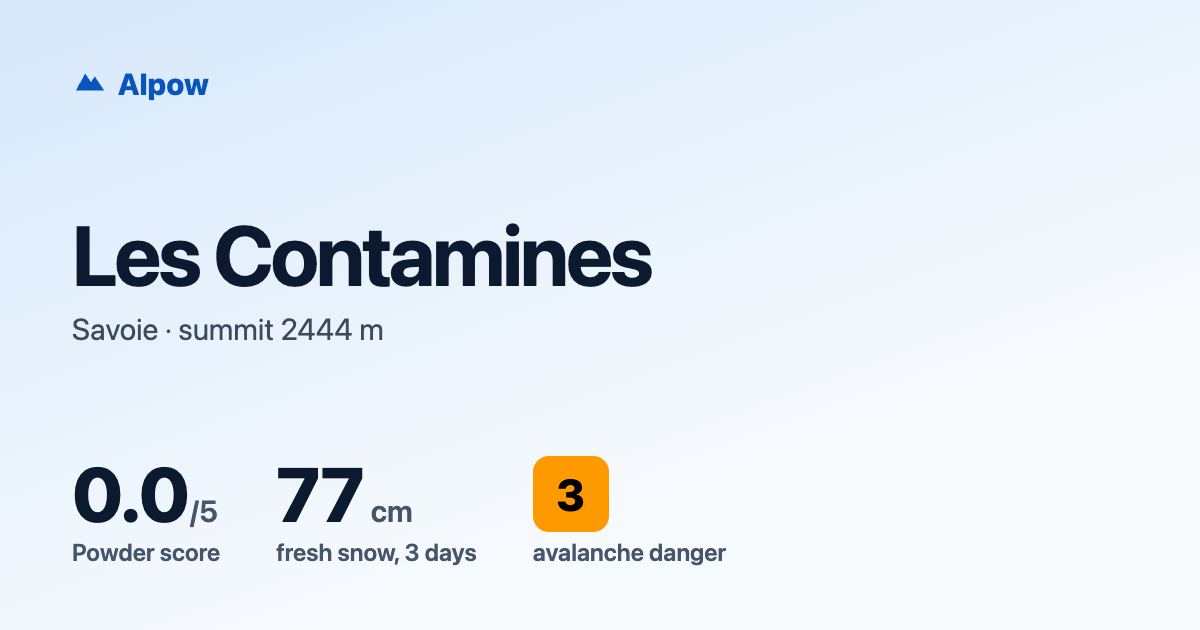 Alpow
Les Contamines
Savoie · summit 2444 m
0.0/5
Powder score
77 cm
fresh snow, 3 days
3
avalanche danger